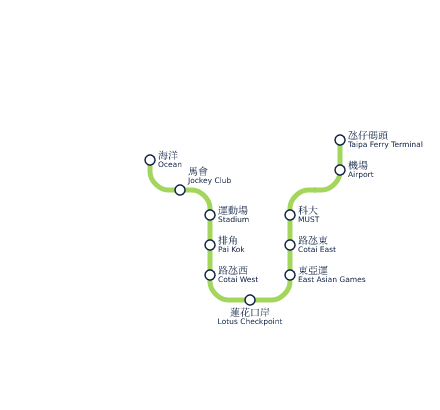 海洋
Ocean
馬會
Jockey Club
運動場
Stadium
排角
Pai Kok
路氹西
Cotai West
蓮花口岸
Lotus Checkpoint
東亞運
East Asian Games
路氹東
Cotai East
科大
MUST
機場
Airport
氹仔碼頭
Taipa Ferry Terminal